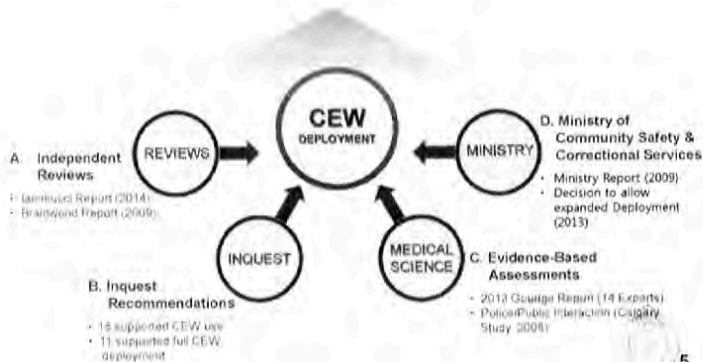 CEW
DEPLOYMENT
REVIEWS
A. Independent
Reviews
Iacobucci Report (2014)
Braidwood Report (2009)
INQUEST
B. Inquest
Recommendations
supported CEW use
11 supported full CEW
deployment
MEDICAL
SCIENCE
C. Evidence-Based
Assessments
2013 Goudge Report (14 Experts)
Police/Public Interaction (Calgary
Study
MINISTRY
D. Ministry of
Community Safety &
Correctional Services
Ministry Report (2009)
Decision to allow
expanded Deployment
(2013)
5